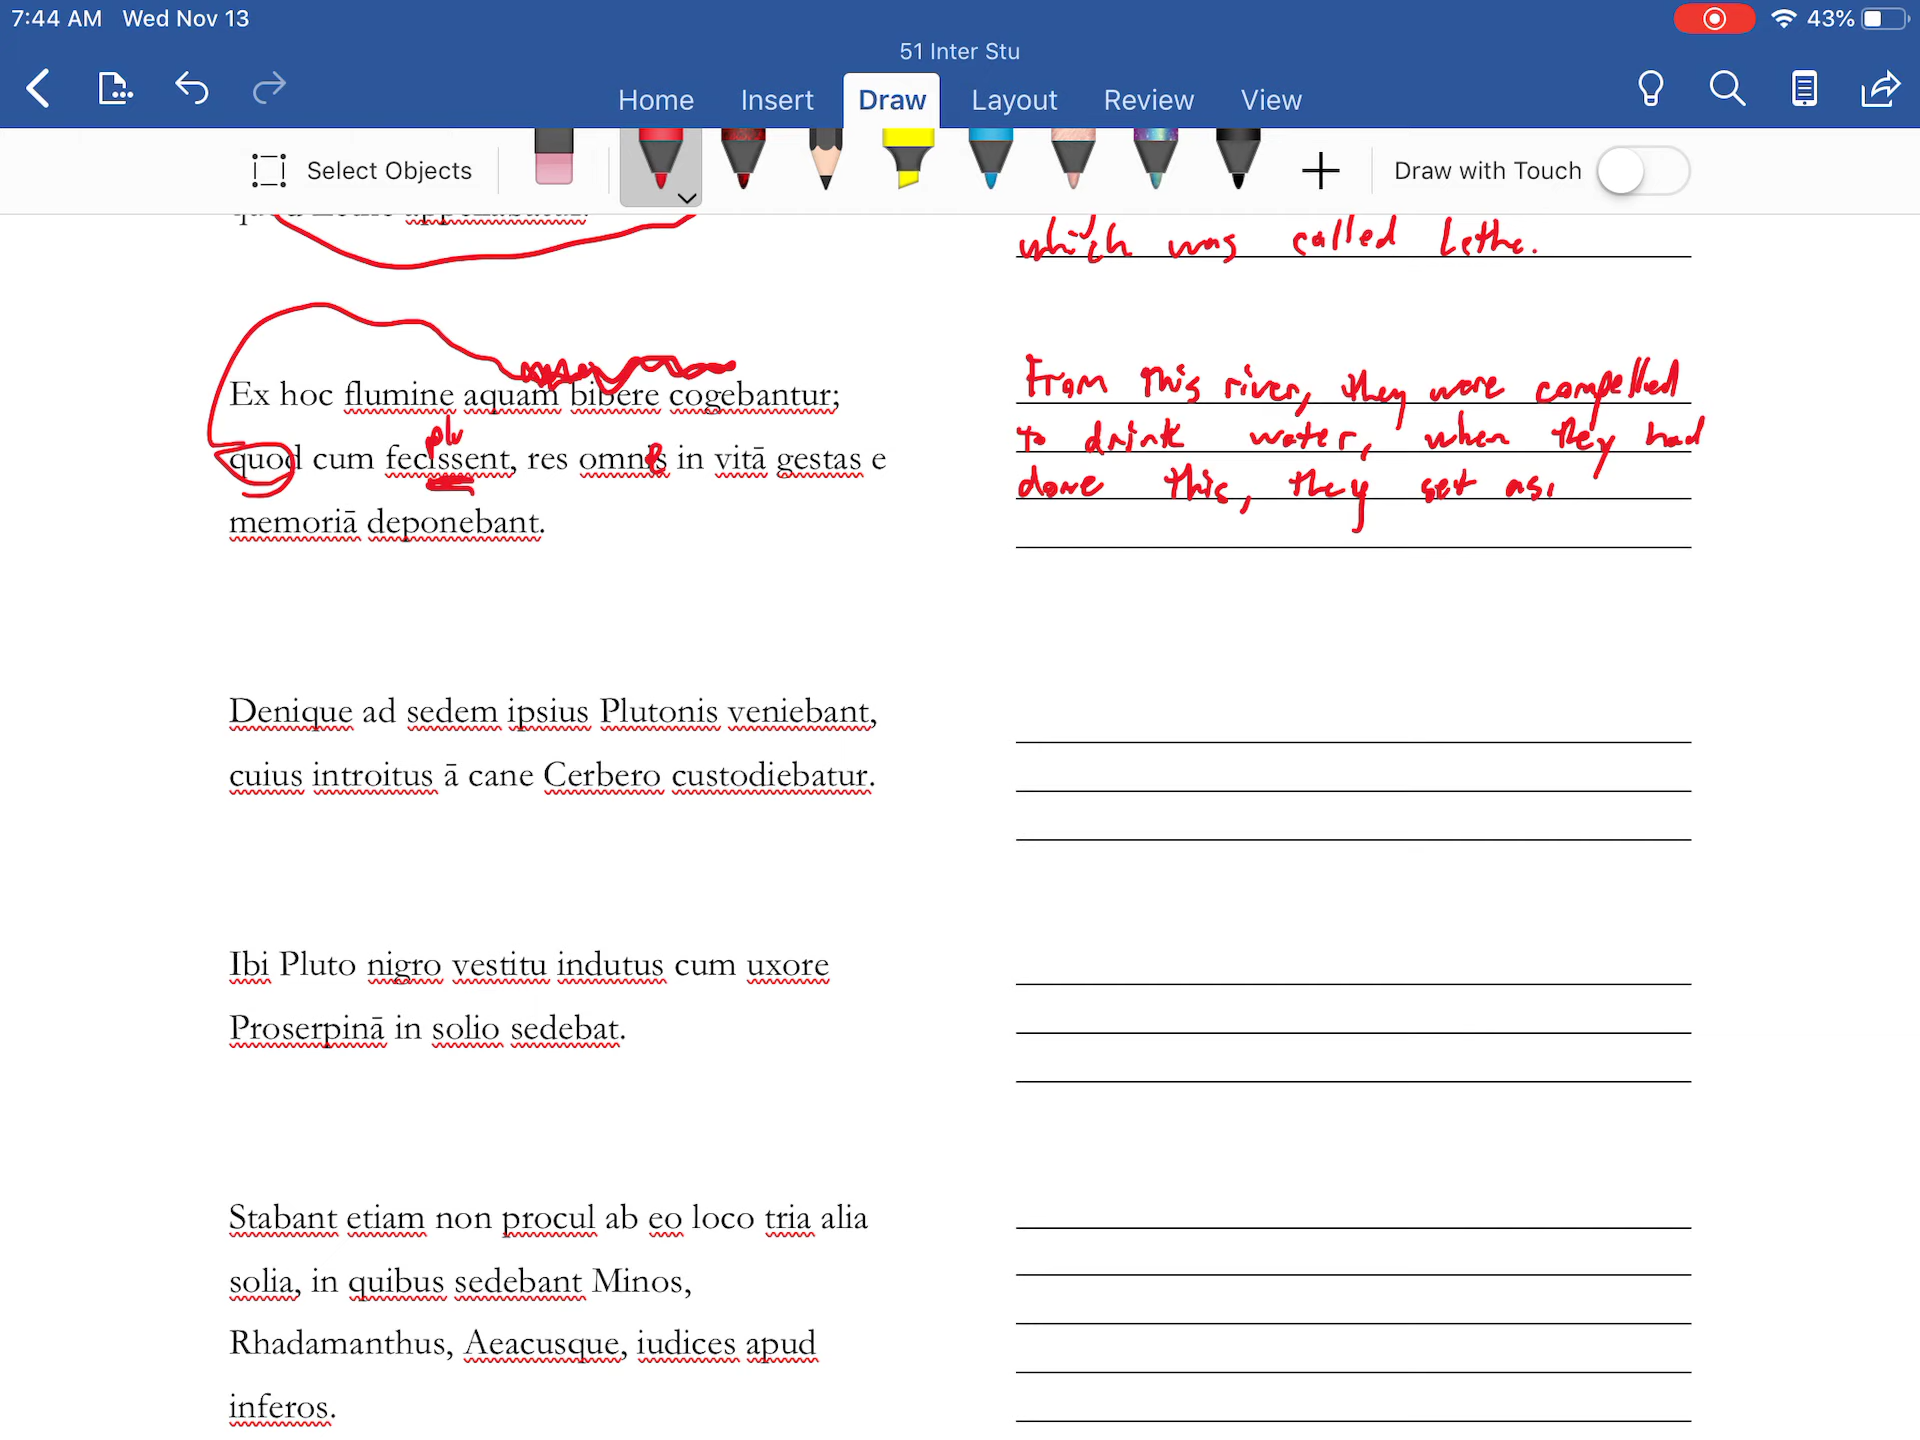 7:44 AM Wed Nov 13
43%
51 Inter Stu
Home Insert Draw Layout Review View
Select Objects
Draw with Touch
which was called Lethe.
Ex hoc flumine aquam bibere cogebantur;
plu
quod cum fecissent, res omnes in vitā gestas e
memoriā deponebant.
From this river, they were compelled
to drink water, when they had
done this, they set asi
Denique ad sedem ipsius Plutonis veniebant,
cuius introitus ā cane Cerbero custodiebatur.
Ibi Pluto nigro vestitu indutus cum uxore
Proserpinā in solio sedebat.
Stabant etiam non procul ab eo loco tria alia
solia, in quibus sedebant Minos,
Rhadamanthus, Aeacusque, iudices apud
inferos.